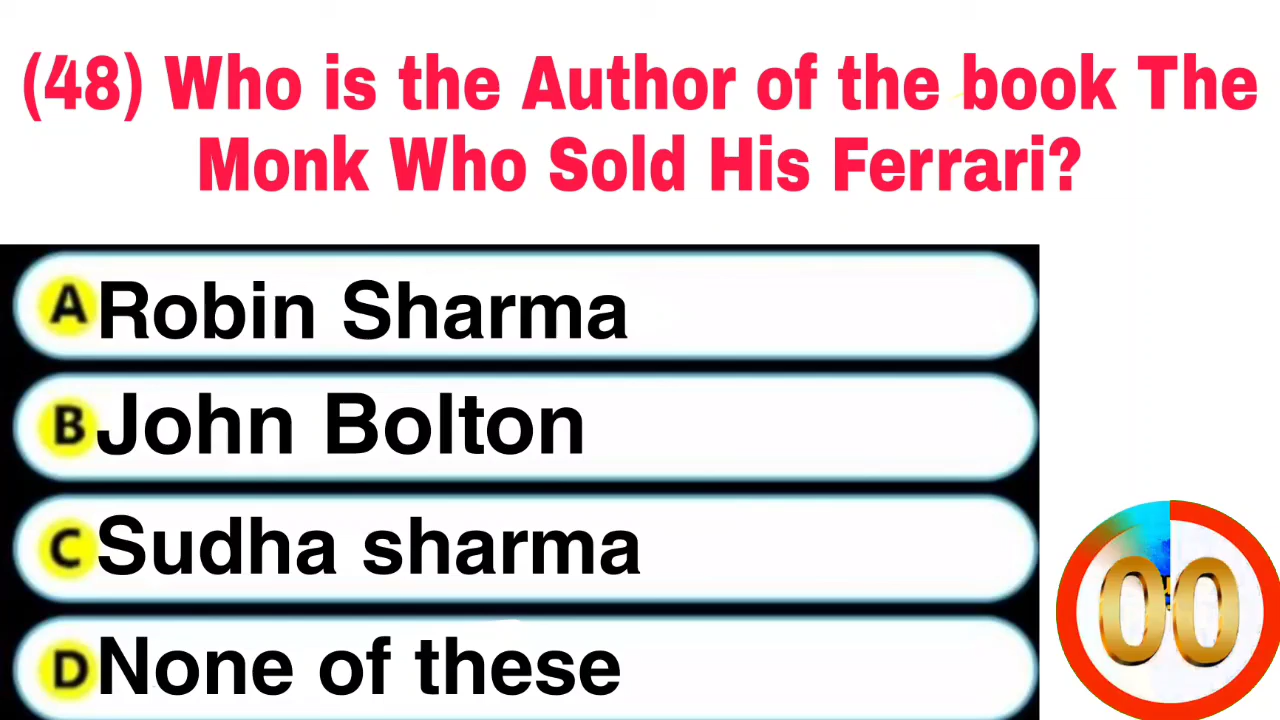 (48) Who is the Author of the book The
Monk Who Sold His Ferrari?
A Robin Sharma
B John Bolton
C Sudha sharma
D None of these
00